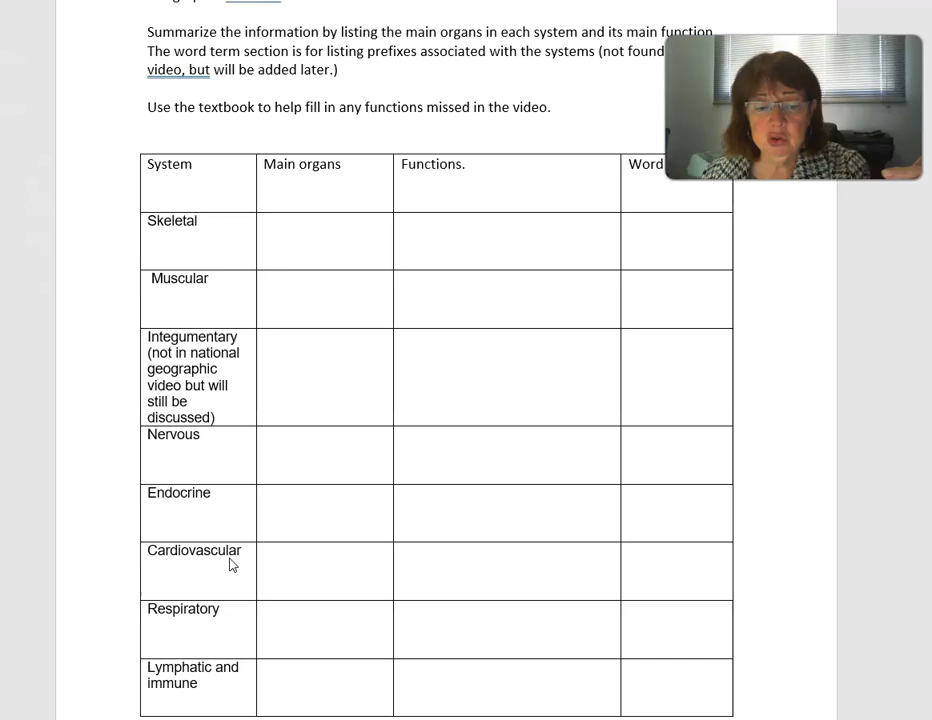 Summarize the information by listing the main organs in each system and its main function.
The word term section is for listing prefixes associated with the systems (not found
video, but will be added later.)
Use the textbook to help fill in any functions missed in the video.
System Main organs Functions. Word
Skeletal
Muscular
Integumentary
(not in national
geographic
video but will
still be
discussed)
Nervous
Endocrine
Cardiovascular
Respiratory
Lymphatic and
immune